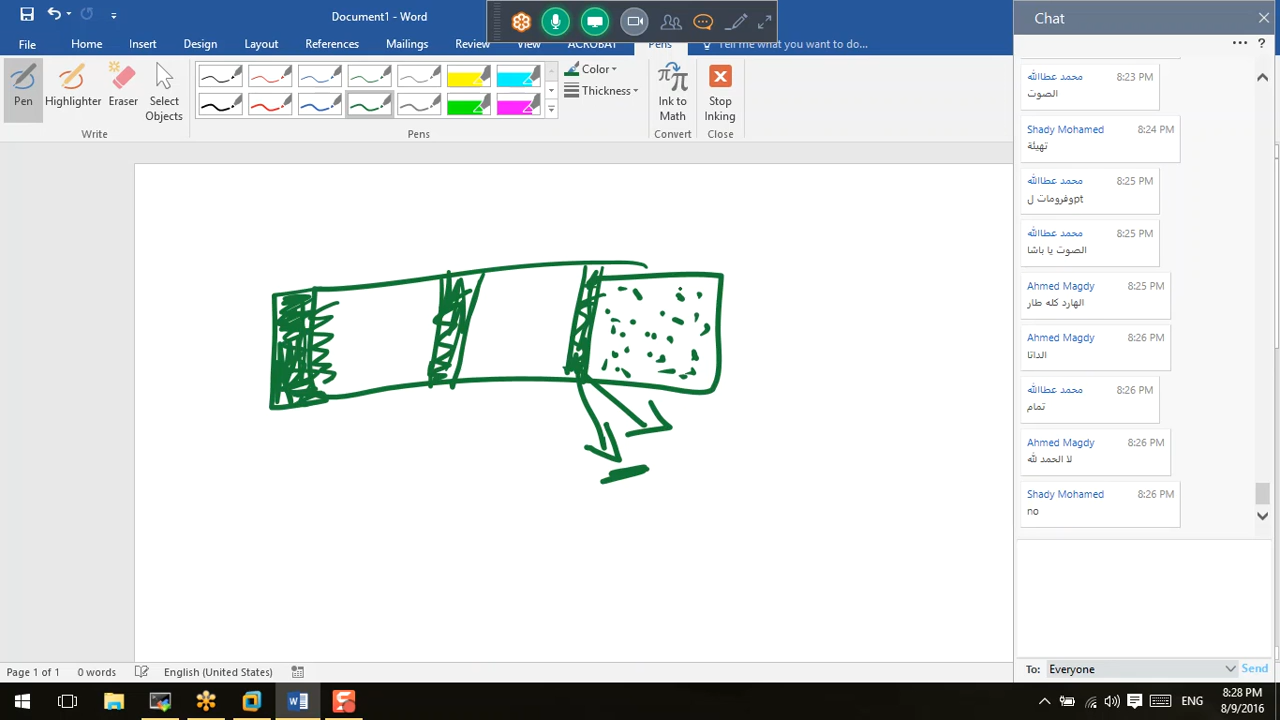 Document1 - Word
Chat
File
Home
Insert
Design
Layout
References
Mailings
Review
View
ACROBAT
Pens
Tell me what you want to do...
Pen
Highlighter
Eraser
Select Objects
Color
Thickness
Ink to Math
Stop Inking
Write
Pens
Convert
Close
محمد عطاالله 8:23 PM
الصوت
Shady Mohamed 8:24 PM
تهيئة
محمد عطاالله 8:25 PM
وفرومات لpt
محمد عطاالله 8:25 PM
الصوت يا باشا
Ahmed Magdy 8:25 PM
الهارد كله طار
Ahmed Magdy 8:26 PM
الداتا
محمد عطاالله 8:26 PM
تمام
Ahmed Magdy 8:26 PM
لا الحمد لله
Shady Mohamed 8:26 PM
no
To: Everyone Send
Page 1 of 1 0 words English (United States)
ENG
8:28 PM
8/9/2016